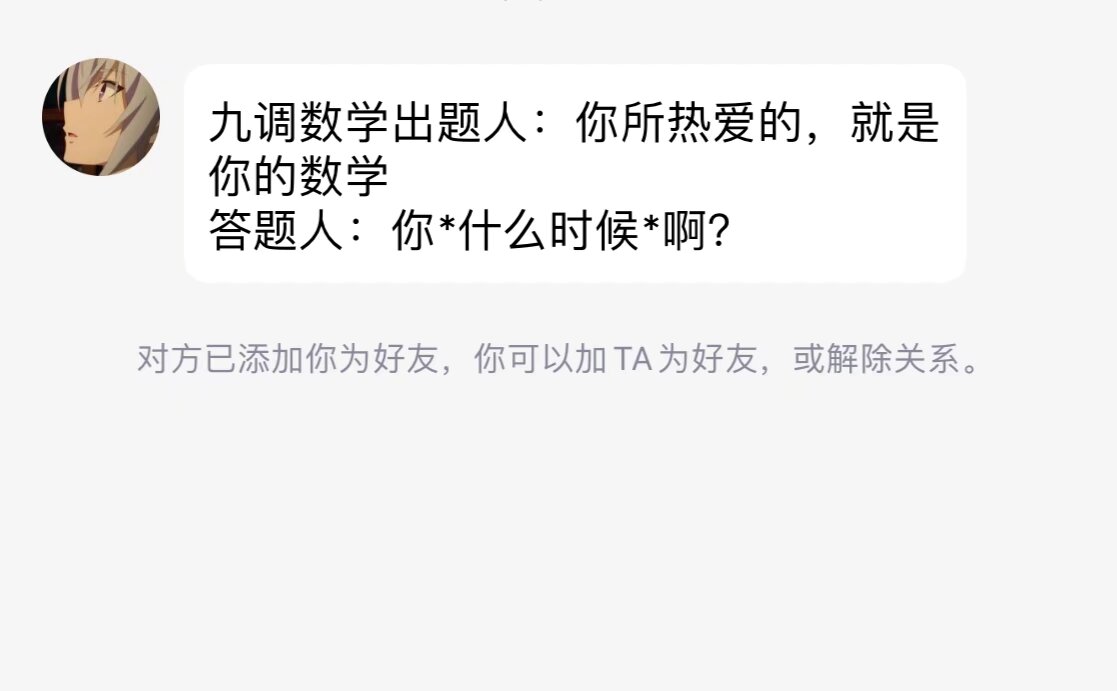 九调数学出题人：你所热爱的，就是
你的数学
答题人：你*什么时候*啊？
对方已添加你为好友，你可以加TA为好友，或解除关系。